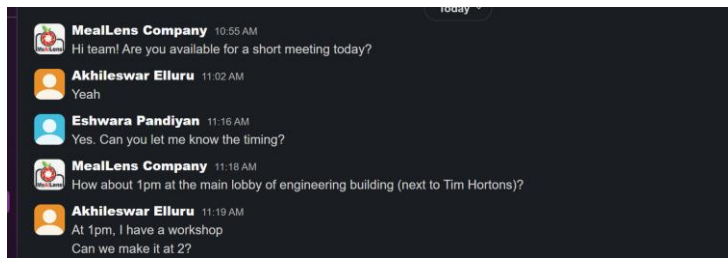 Today
MealLens Company 10:55 AM
Hi team! Are you available for a short meeting today?
Akhileswar Elluru 11:02 AM
Yeah
Eshwara Pandiyan 11:16 AM
Yes. Can you let me know the timing?
MealLens Company 11:18 AM
How about 1pm at the main lobby of engineering building (next to Tim Hortons)?
Akhileswar Elluru 11:19 AM
At 1pm, I have a workshop
Can we make it at 2?